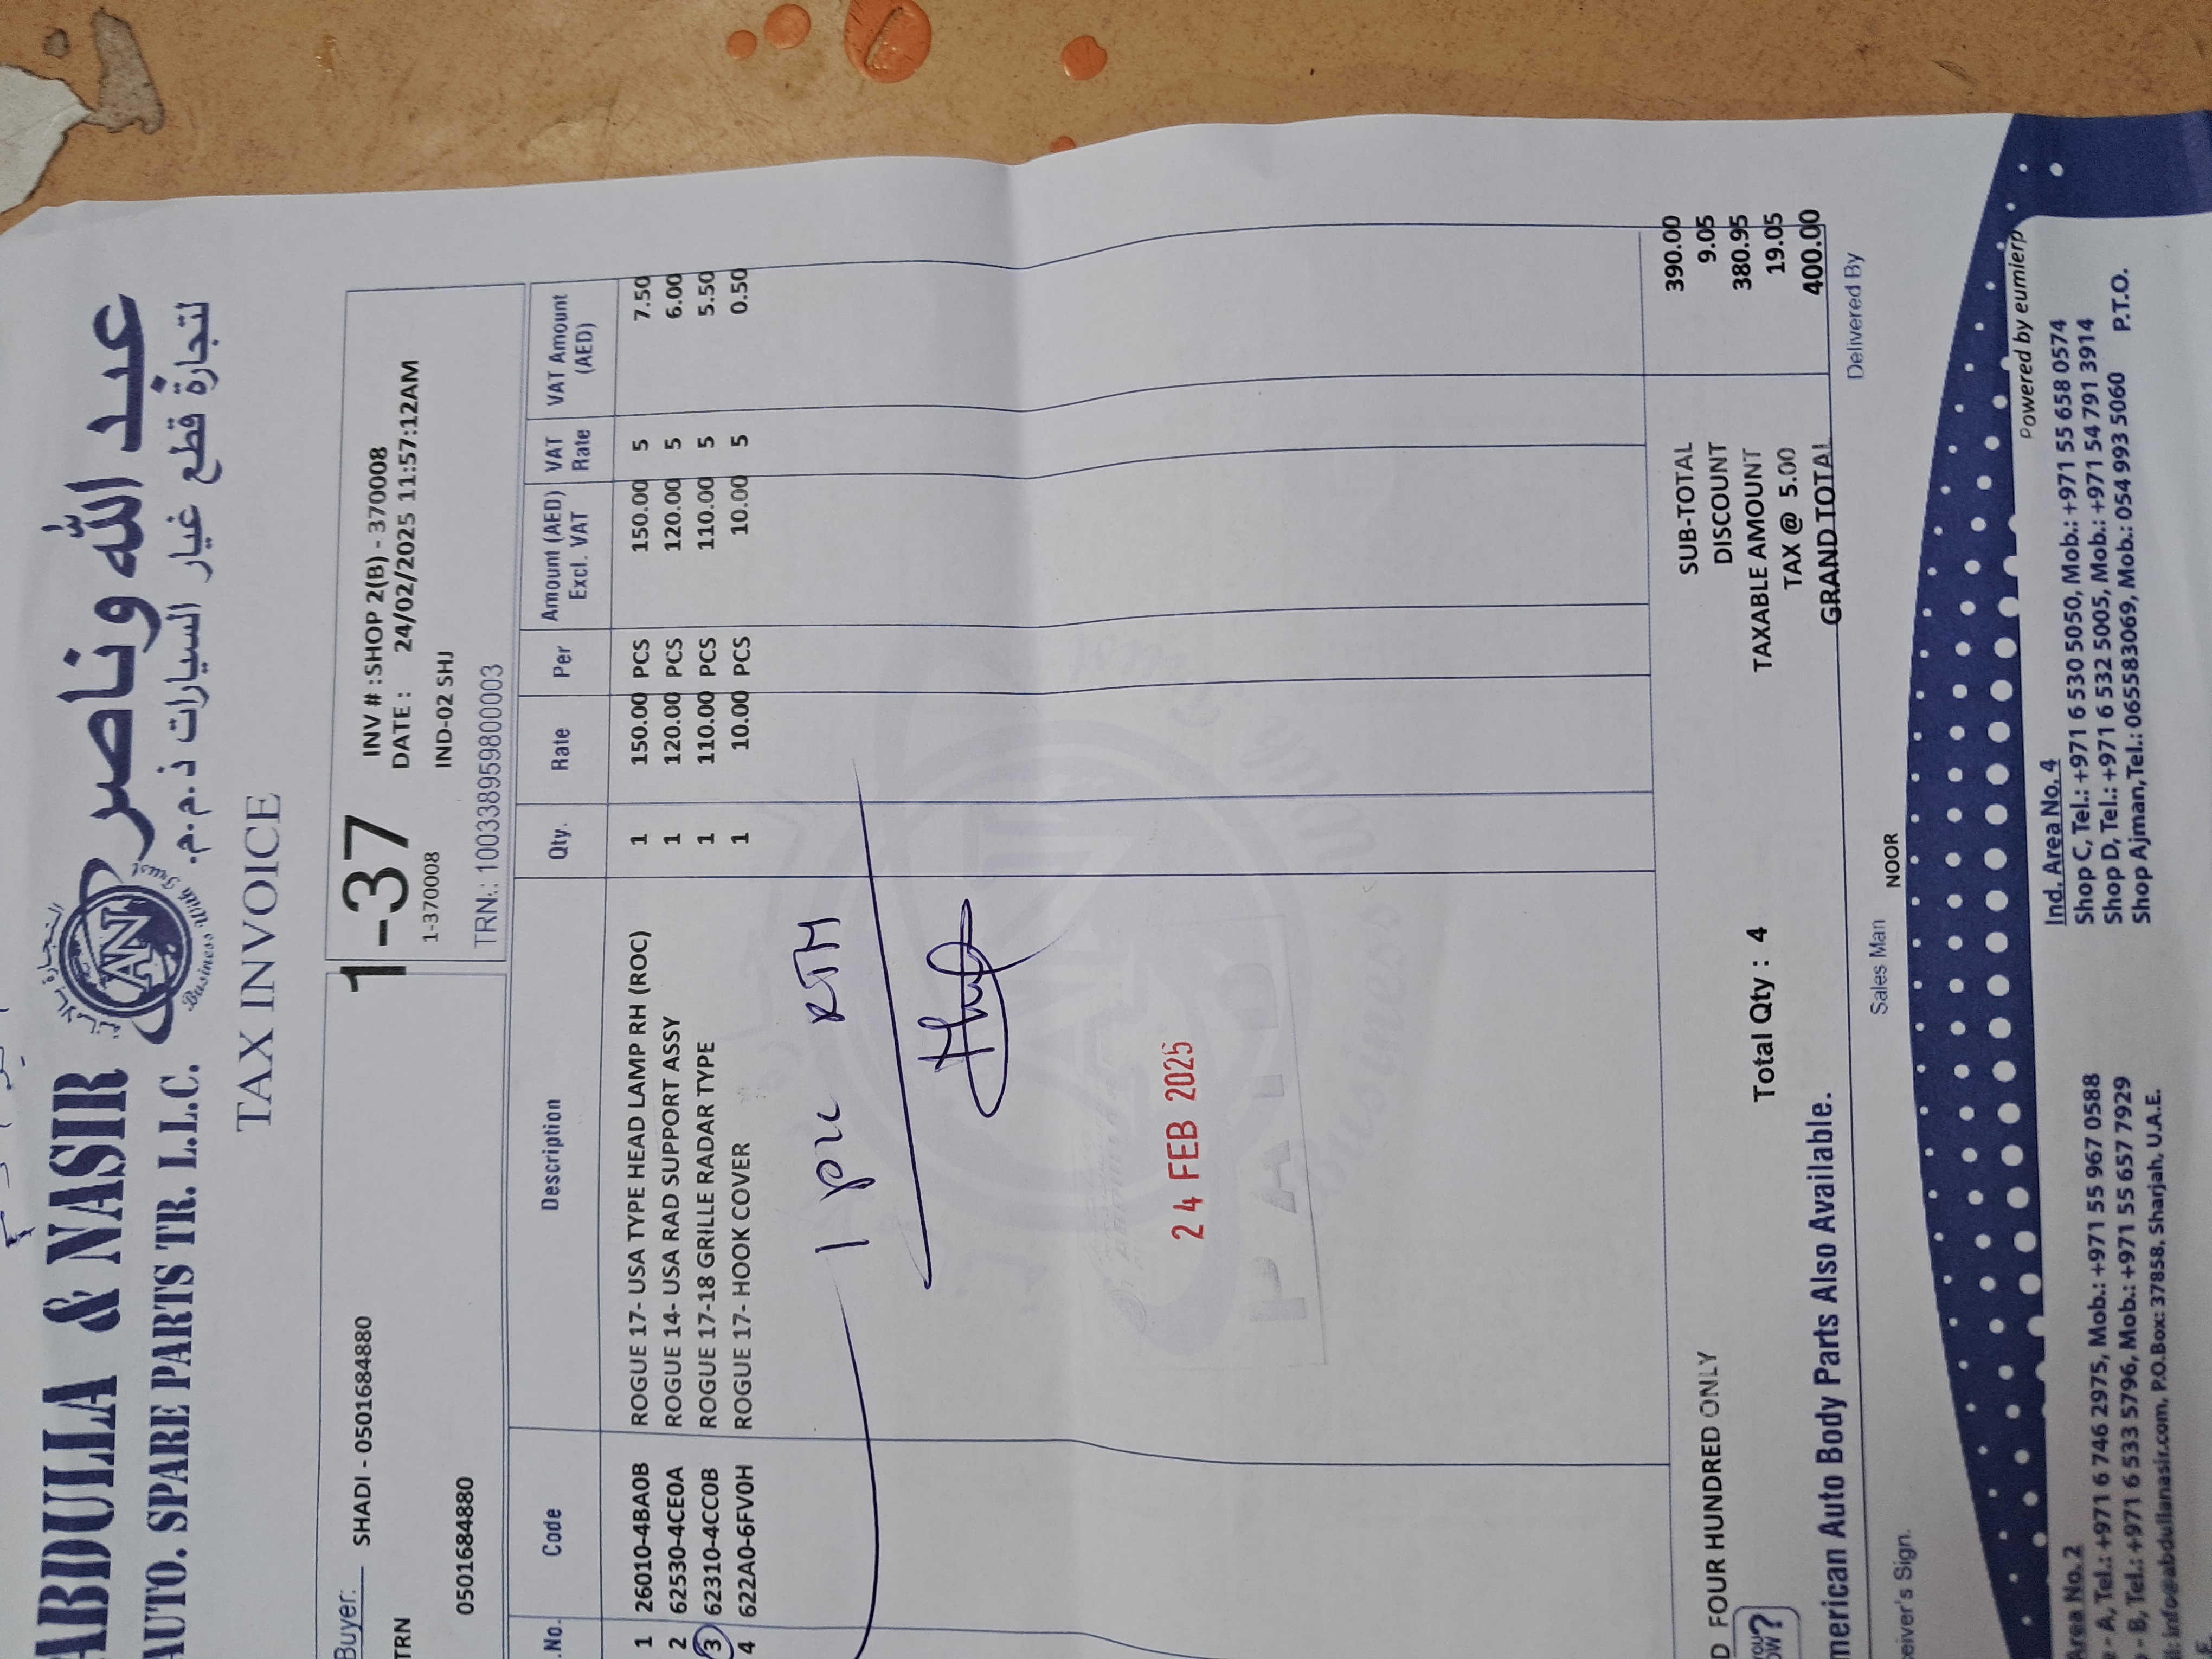 ABDULLA & NASIR
عبد الله وناصر
AUTO. SPARE PARTS TR. L.L.C.
لتجارة قطع غيار السيارات ذ.م.م.
AN
Business With Trust
TAX INVOICE
Buyer: SHADI - 0501684880
TRN
0501684880
1-37
1-370008
INV # : SHOP 2(B) - 370008
DATE : 24/02/2025 11:57:12AM
IND-02 SHJ
TRN.: 100338959800003
.No. Code Description Qty. Rate Per Amount (AED) Excl. VAT VAT Rate VAT Amount (AED)
1 26010-4BA0B ROGUE 17- USA TYPE HEAD LAMP RH (ROC) 1 150.00 PCS 150.00 5 7.50
2 62530-4CE0A ROGUE 14- USA RAD SUPPORT ASSY 1 120.00 PCS 120.00 5 6.00
3 62310-4CC0B ROGUE 17-18 GRILLE RADAR TYPE 1 110.00 PCS 110.00 5 5.50
4 622A0-6FV0H ROGUE 17- HOOK COVER 1 10.00 PCS 10.00 5 0.50
24 FEB 2025
PAID
SUB-TOTAL 390.00
DISCOUNT 9.05
TAXABLE AMOUNT 380.95
TAX @ 5.00 19.05
GRAND TOTAL 400.00
Total Qty : 4
D FOUR HUNDRED ONLY
merican Auto Body Parts Also Available.
eiver's Sign.
Sales Man NOOR
Delivered By
Powered by eumierp
Area No. 2
- A, Tel.: +971 6 746 2975, Mob.: +971 55 967 0588
- B, Tel.: +971 6 533 5796, Mob.: +971 55 657 7929
l: info@abdullanasir.com, P.O.Box: 37858, Sharjah, U.A.E.
Ind. Area No. 4
Shop C, Tel.: +971 6 530 5050, Mob.: +971 55 658 0574
Shop D, Tel.: +971 6 532 5005, Mob.: +971 54 791 3914
Shop Ajman, Tel.: 065583069, Mob.: 054 993 5060 P.T.O.